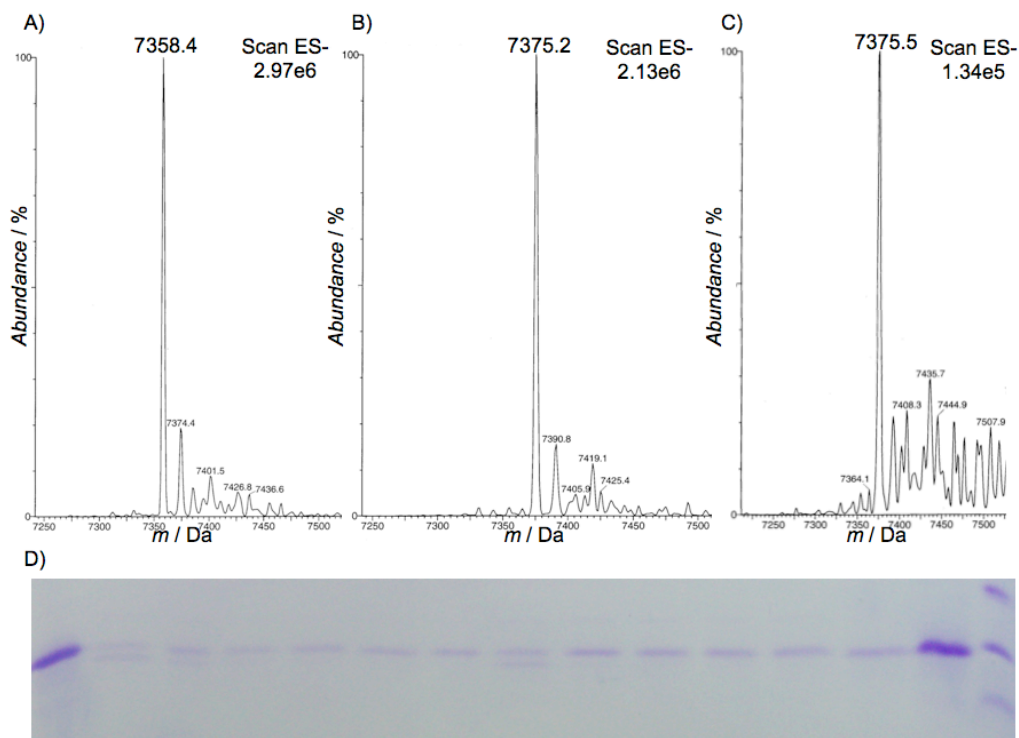 A)
7358.4
Scan ES-
2.97e6
100
Abundance / %
7374.4
7401.5
7426.8
7436.6
0
7250
7300
7350
7400
7450
7500
m / Da
B)
7375.2
Scan ES-
2.13e6
100
Abundance / %
7390.8
7419.1
7405.9
7425.4
0
7250
7300
7350
7400
7450
7500
m / Da
C)
7375.5
Scan ES-
1.34e5
100
Abundance / %
7435.7
7408.3
7444.9
7507.9
7364.1
0
7250
7300
7350
7400
7450
7500
m / Da
D)